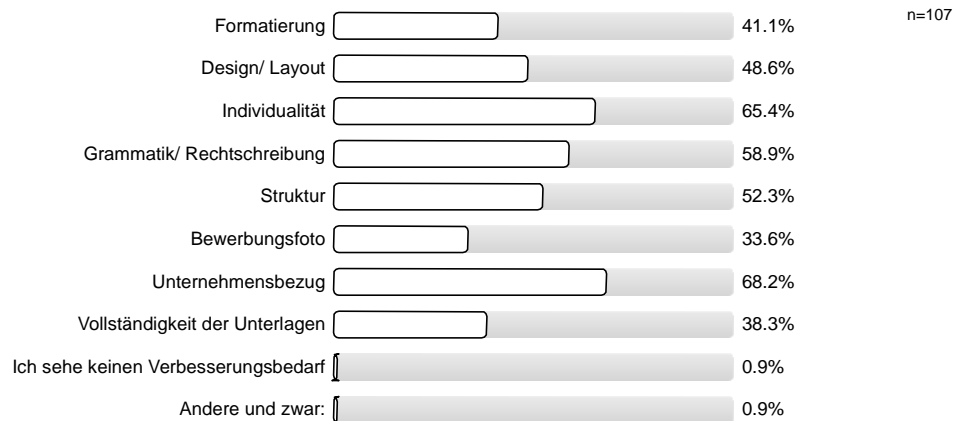 n=107
Formatierung 41.1%
Design/ Layout 48.6%
Individualität 65.4%
Grammatik/ Rechtschreibung 58.9%
Struktur 52.3%
Bewerbungsfoto 33.6%
Unternehmensbezug 68.2%
Vollständigkeit der Unterlagen 38.3%
Ich sehe keinen Verbesserungsbedarf 0.9%
Andere und zwar: 0.9%